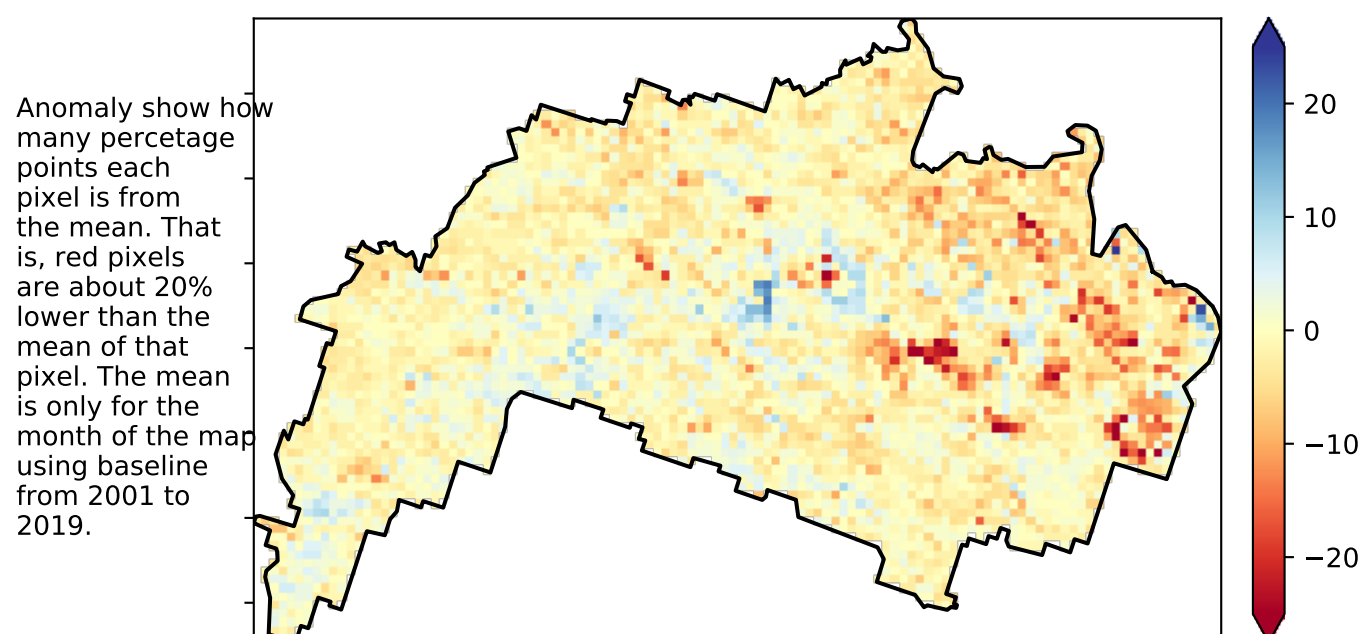 Anomaly show how
many percetage
points each
pixel is from
the mean. That
is, red pixels
are about 20%
lower than the
mean of that
pixel. The mean
is only for the
month of the map
using baseline
from 2001 to
2019.
20
10
0
−10
−20